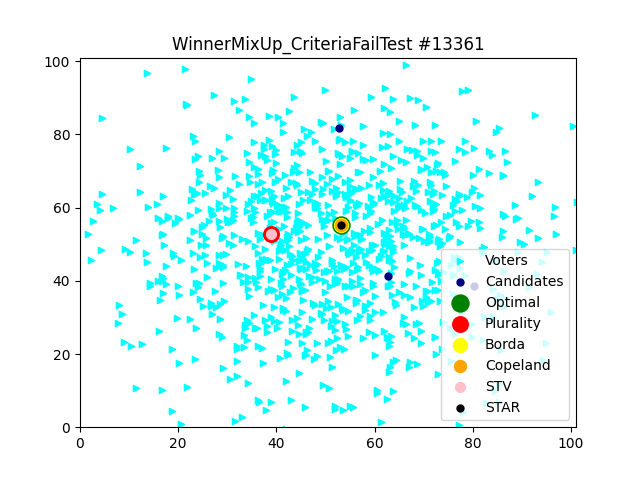 WinnerMixUp_CriteriaFailTest #13361
100
80
60
40
20
0
0 20 40 60 80 100
Voters
Candidates
Optimal
Plurality
Borda
Copeland
STV
STAR